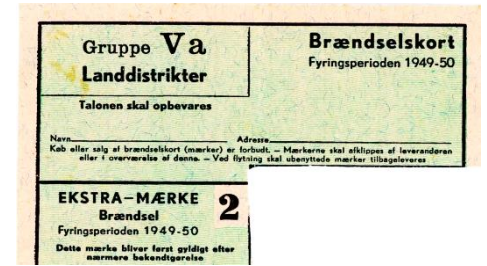 Gruppe Va
Landdistrikter
Talonen skal opbevares
Brændselskort
Fyringsperioden 1949-50
Navn Adresse
Køb eller salg af brændselskort (mærker) er forbudt. – Mærkerne skal afklippes af leverandøren
eller i overværelse af denne. – Ved flytning skal ubenyttede mærker tilbageleveres
EKSTRA–MÆRKE 2
Brændsel
Fyringsperioden 1949-50
Dette mærke bliver først gyldigt efter
nærmere bekendtgørelse